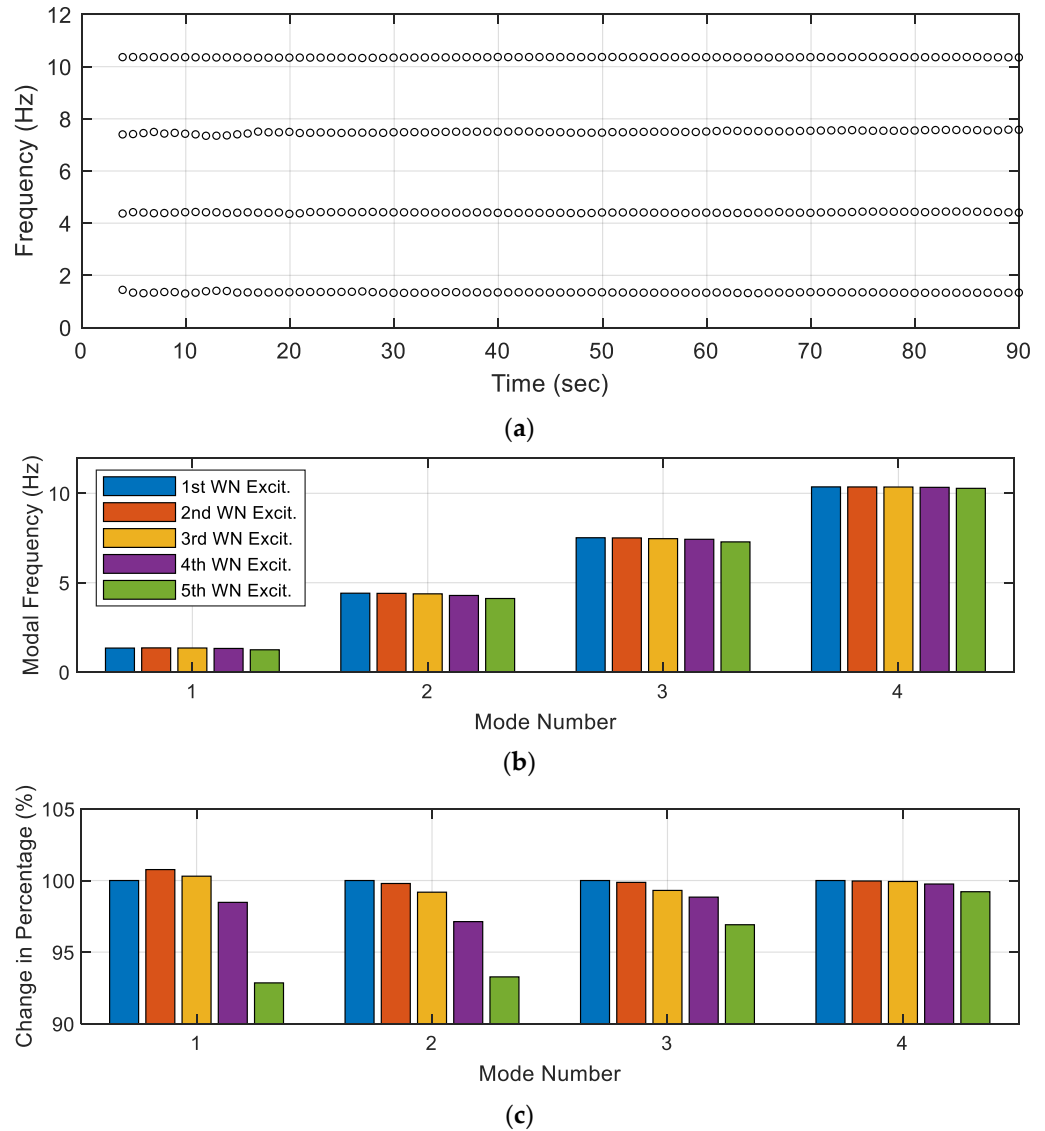 12
10
8
6
4
2
0
Frequency (Hz)
0 10 20 30 40 50 60 70 80 90
Time (sec)
(a)
Modal Frequency (Hz)
10
5
0
1st WN Excit.
2nd WN Excit.
3rd WN Excit.
4th WN Excit.
5th WN Excit.
1 2 3 4
Mode Number
(b)
Change in Percentage (%)
105
100
95
90
1 2 3 4
Mode Number
(c)